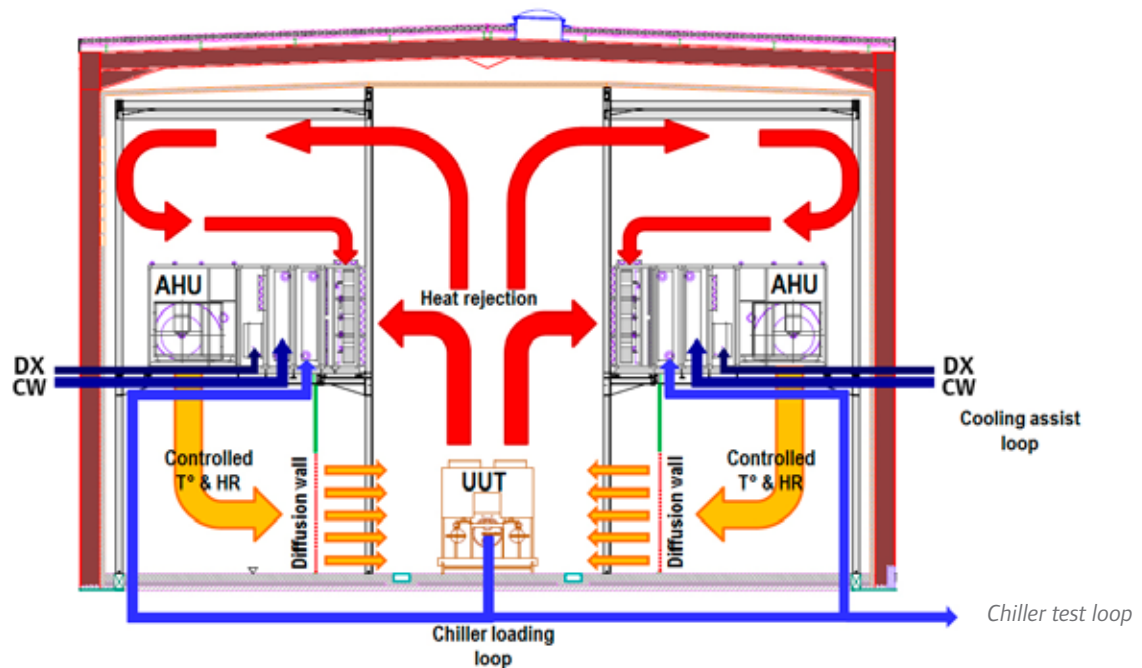 AHU
AHU
Heat rejection
DX
CW
DX
CW
Cooling assist
loop
Controlled
T° & HR
Diffusion wall
UUT
Diffusion wall
Controlled
T° & HR
Chiller test loop
Chiller loading
loop